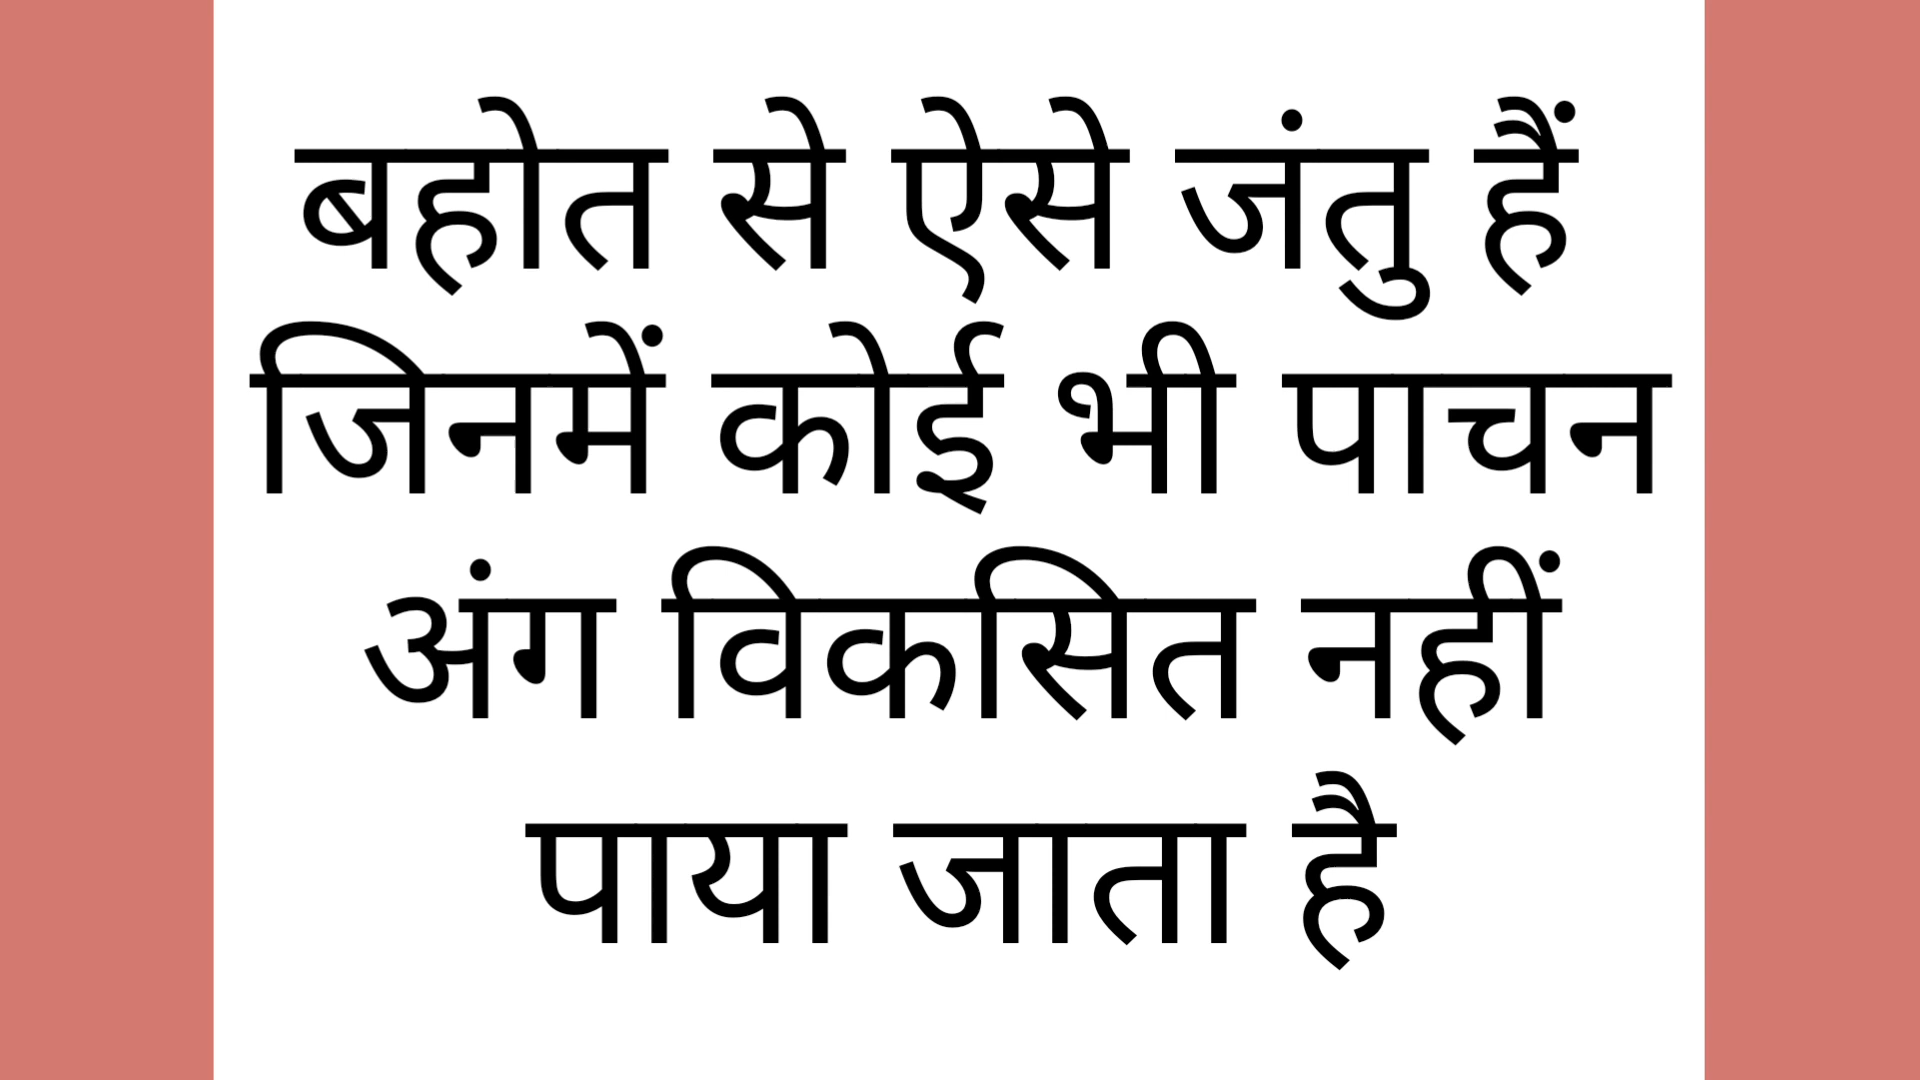 बहोत से ऐसे जंतु हैं
जिनमें कोई भी पाचन
अंग विकसित नहीं
पाया जाता है